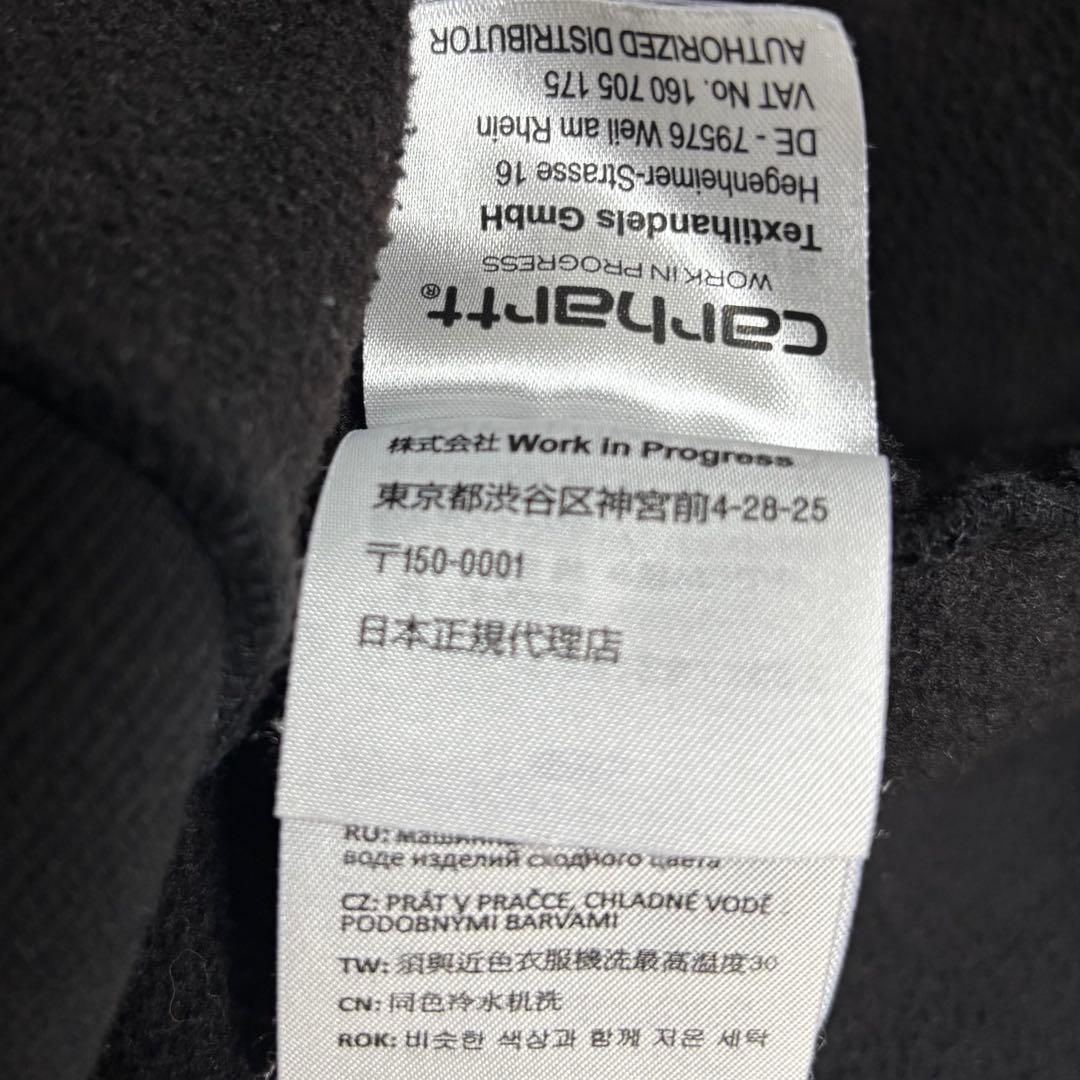 carhartt®
WORK IN PROGRESS
Textilhandels GmbH
Hegenheimer-Strasse 16
DE - 79576 Weil am Rhein
VAT No. 160 705 175
AUTHORIZED DISTRIBUTOR
株式会社 Work in Progress
東京都渋谷区神宮前4-28-25
〒150-0001
日本正規代理店
RU:
воде изделий сходного цвета
CZ: PRÁT V PRAČCE, CHLADNÉ VODĚ
PODOBNÝMI BARVAMI
TW: 須與近色衣服機洗最高溫度30
CN: 同色冷水机洗
ROK: 비슷한 색상과 함께 저온 세탁